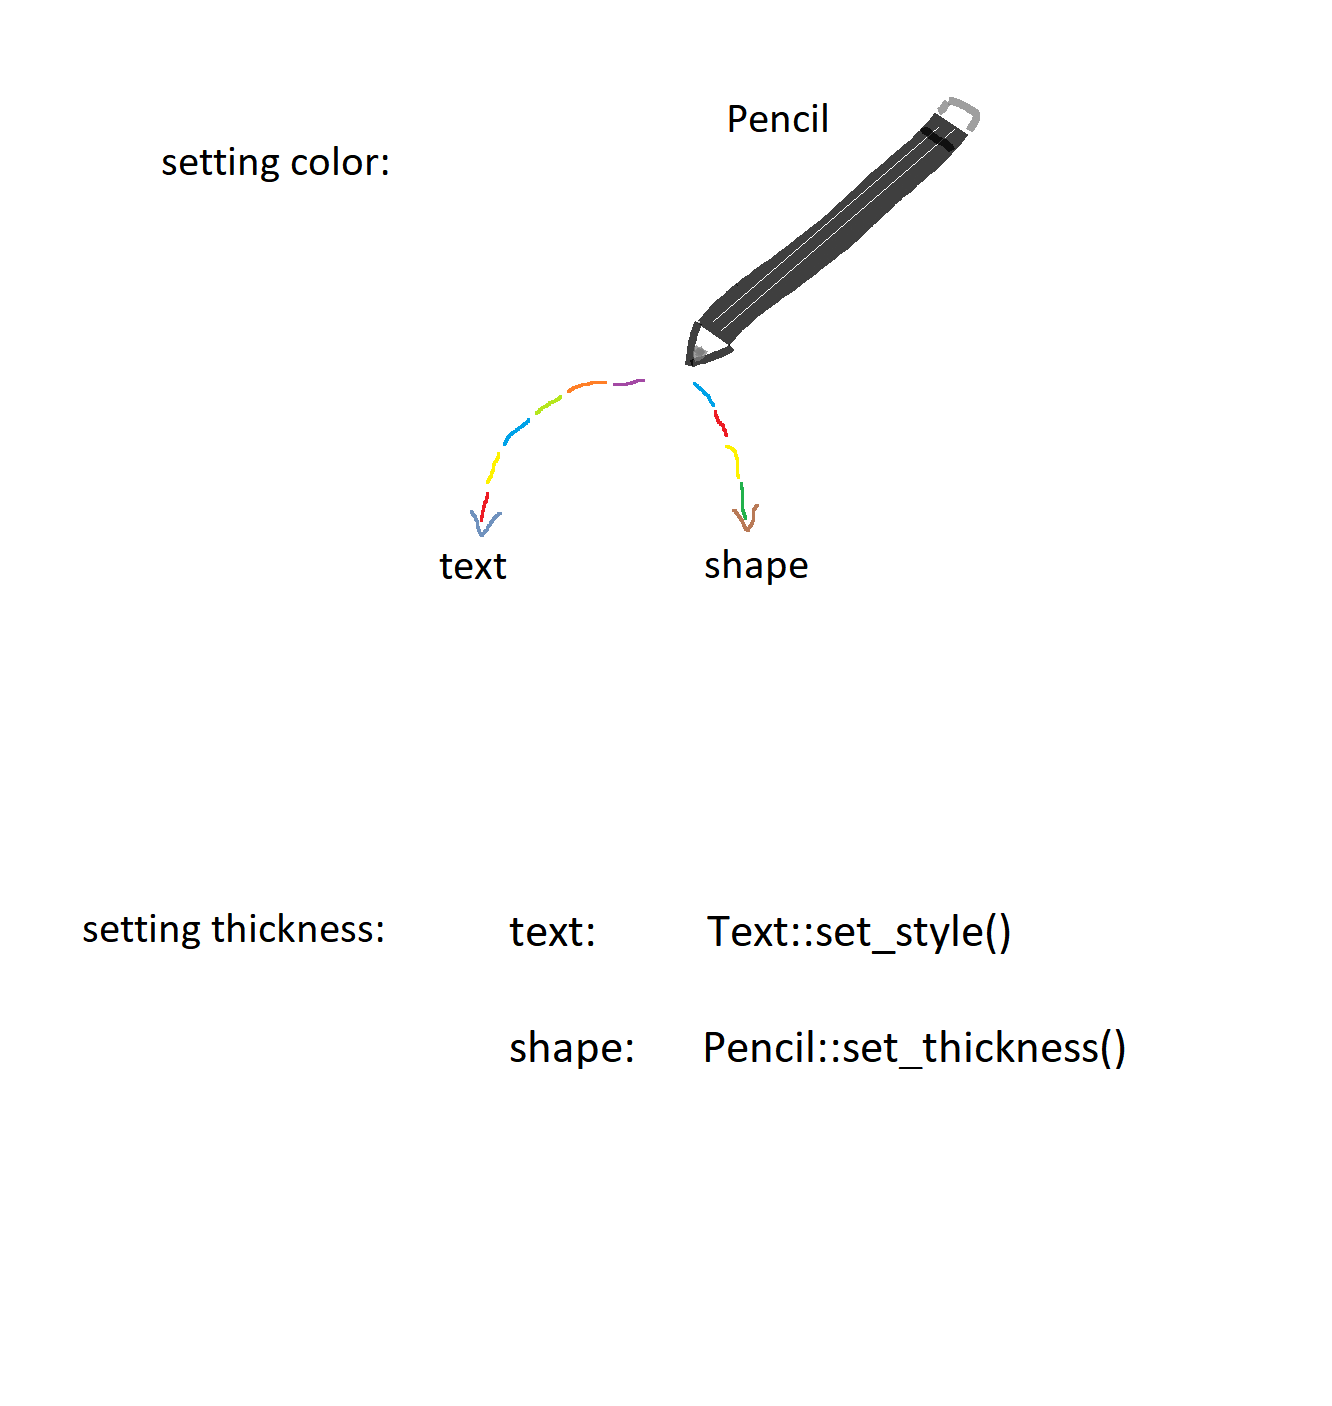 Pencil
setting color:
text
shape
setting thickness:
text:
Text::set_style()
shape:
Pencil::set_thickness()